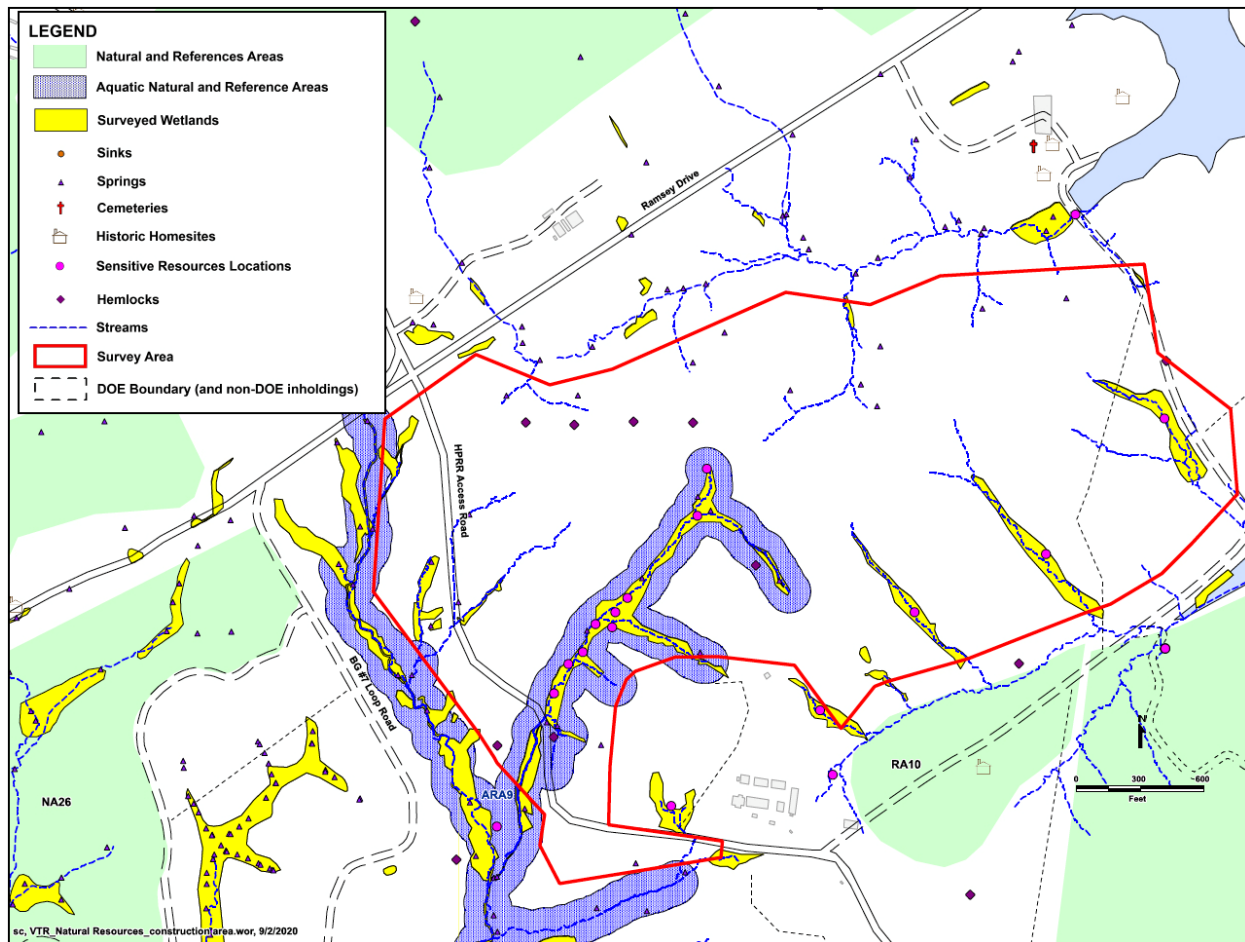 LEGEND
Natural and References Areas
Aquatic Natural and Reference Areas
Surveyed Wetlands
Sinks
Springs
Cemeteries
Historic Homesites
Sensitive Resources Locations
Hemlocks
Streams
Survey Area
DOE Boundary (and non-DOE inholdings)
Ramsey Drive
HPRR Access Road
BG #7 Loop Road
NA26
ARA9
RA10
N
0 300 600
Feet
sc, VTR_Natural Resources_construction area.wor, 9/2/2020